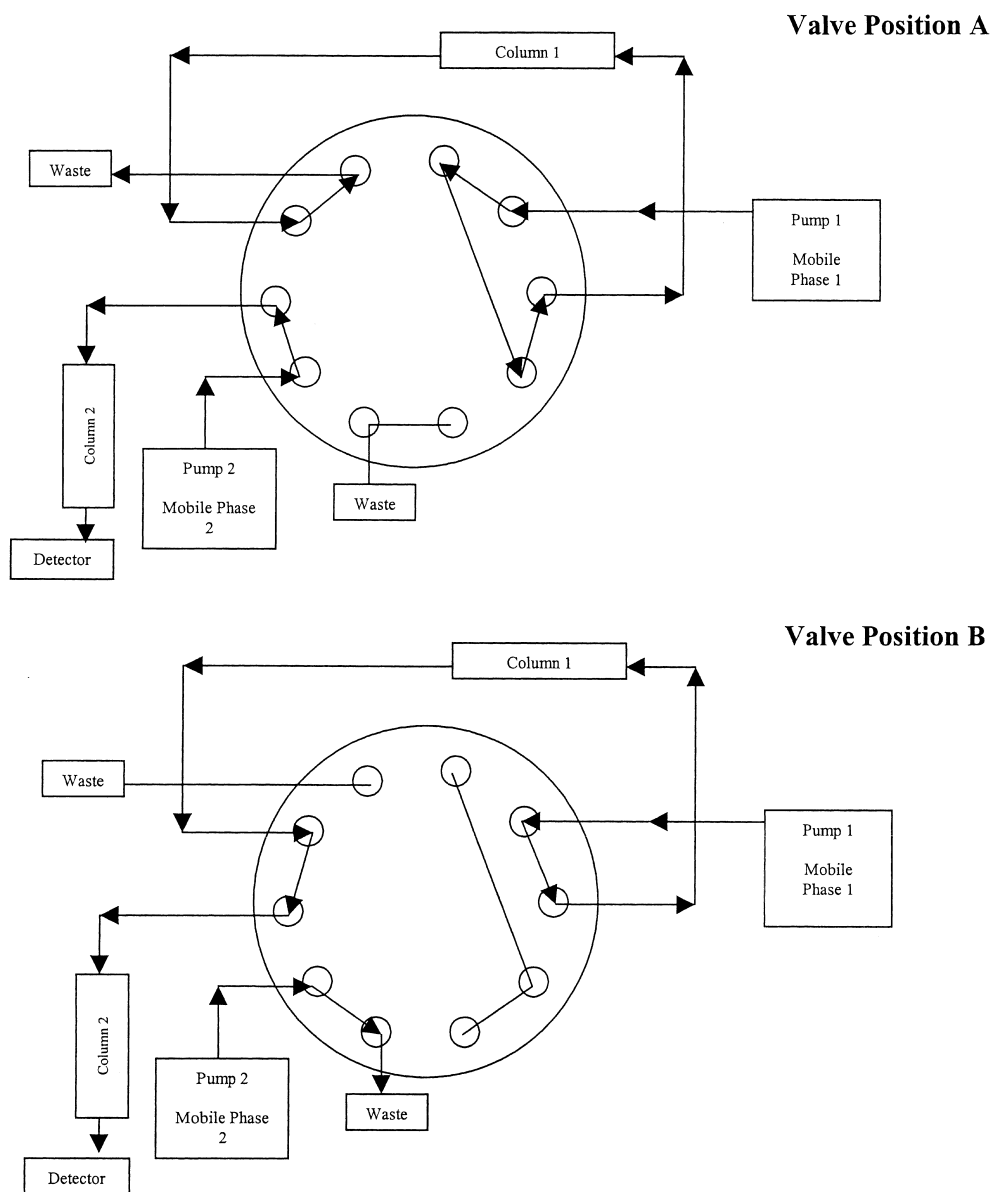 Valve Position A
Column 1
Waste
Pump 1
Mobile
Phase 1
Column 2
Pump 2
Mobile Phase
2
Waste
Detector
Valve Position B
Column 1
Waste
Pump 1
Mobile
Phase 1
Column 2
Pump 2
Mobile Phase
2
Waste
Detector